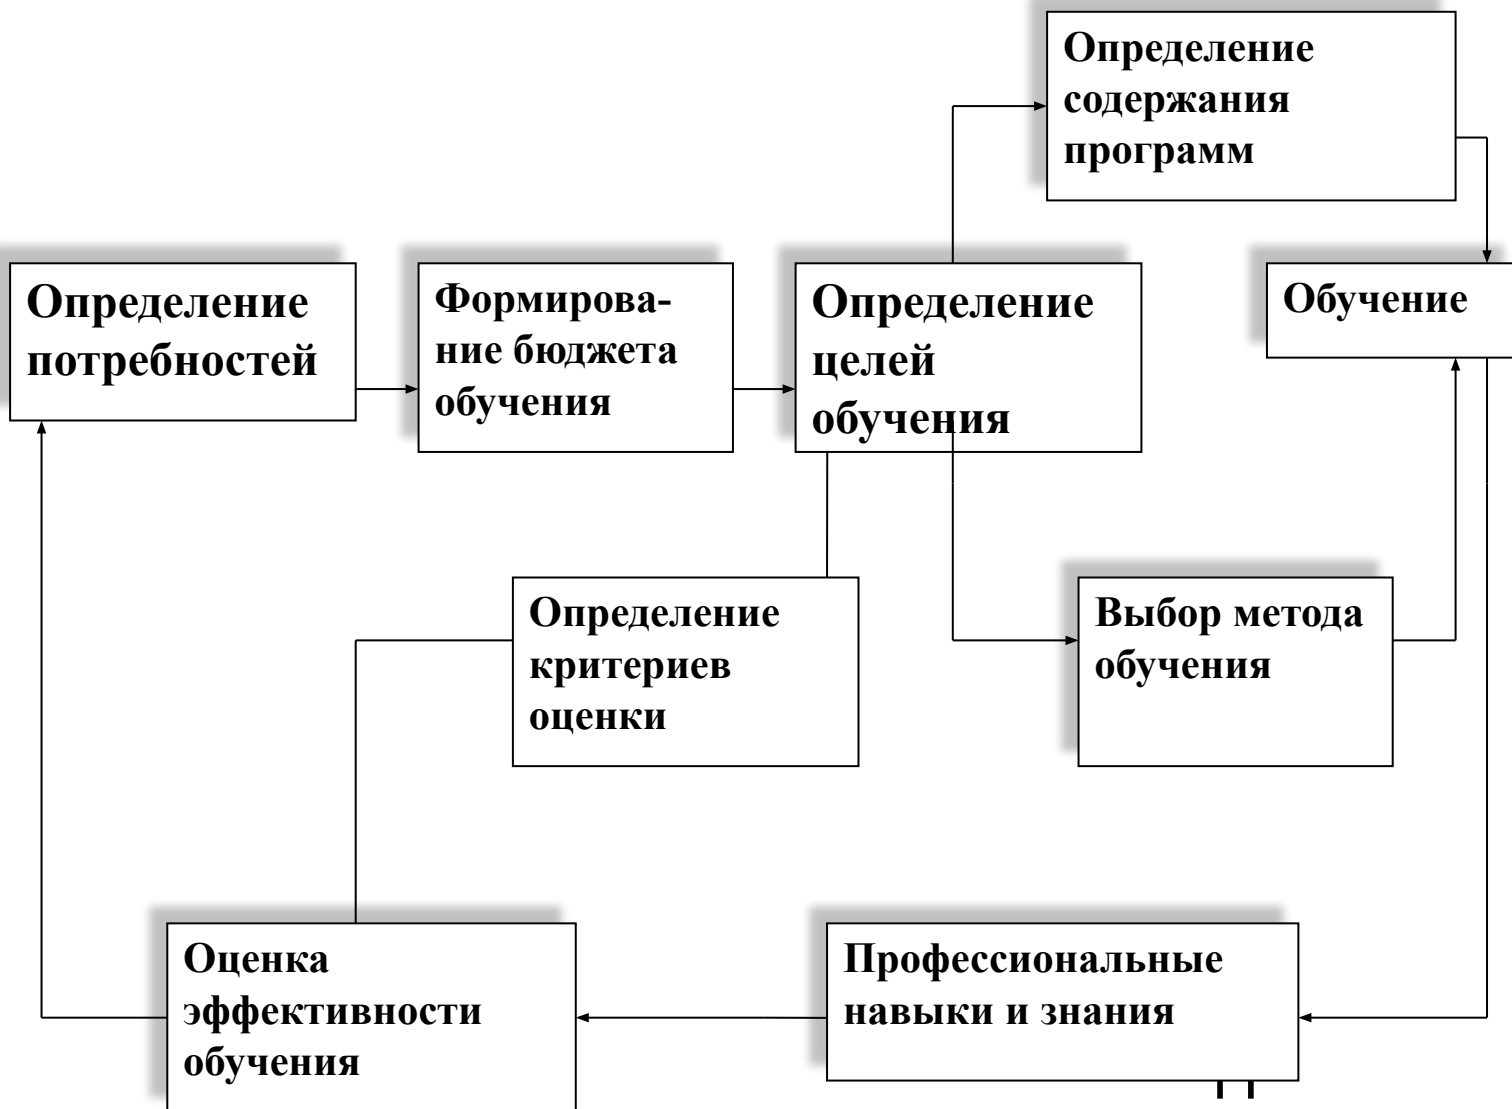 Определение
содержания
программ
Определение
потребностей
Формирова-
ние бюджета
обучения
Определение
целей
обучения
Обучение
Определение
критериев
оценки
Выбор метода
обучения
Оценка
эффективности
обучения
Профессиональные
навыки и знания